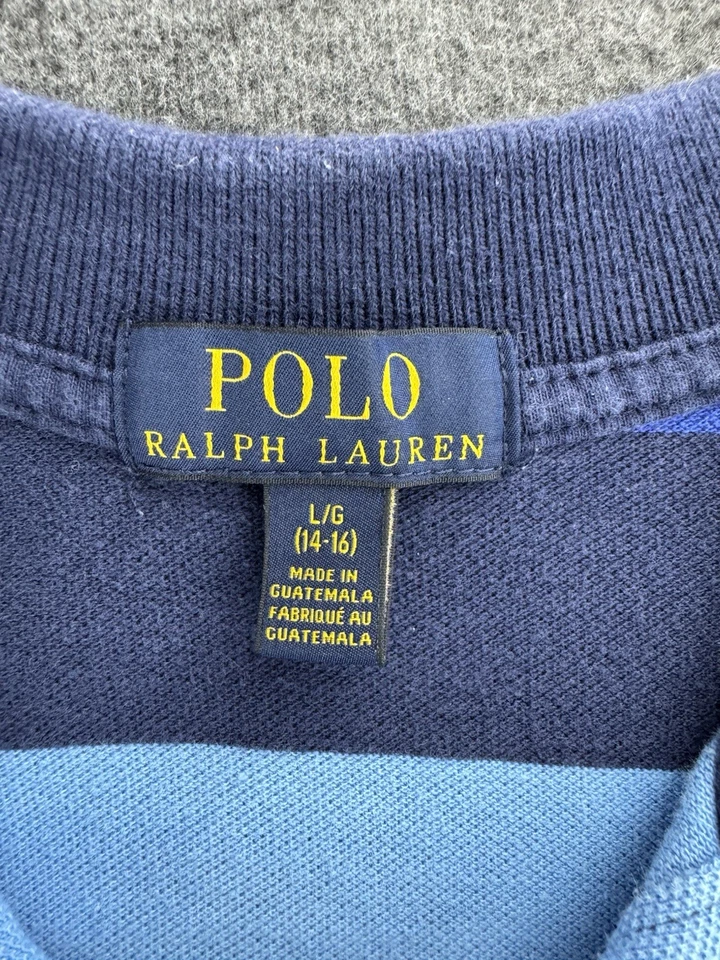 POLO
RALPH LAUREN
L/G
(14-16)
MADE IN
GUATEMALA
FABRIQUÉ AU
GUATEMALA